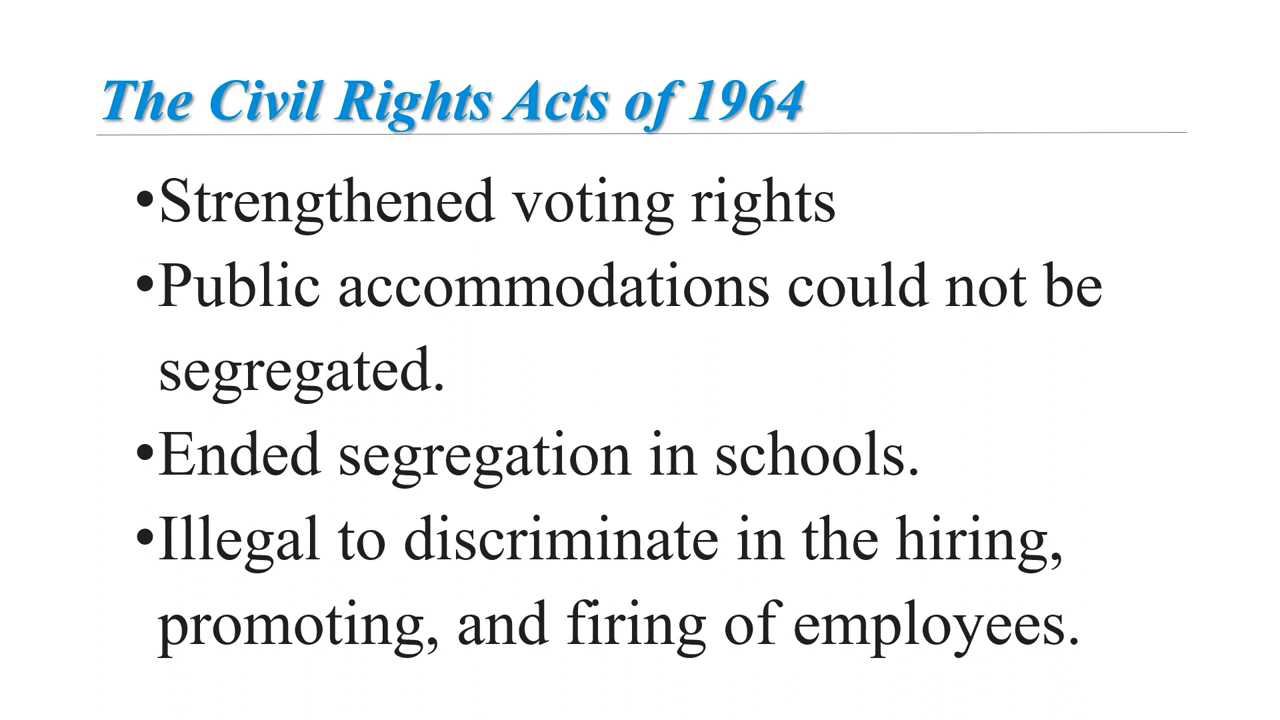 The Civil Rights Acts of 1964
•Strengthened voting rights
•Public accommodations could not be
segregated.
•Ended segregation in schools.
•Illegal to discriminate in the hiring,
promoting, and firing of employees.